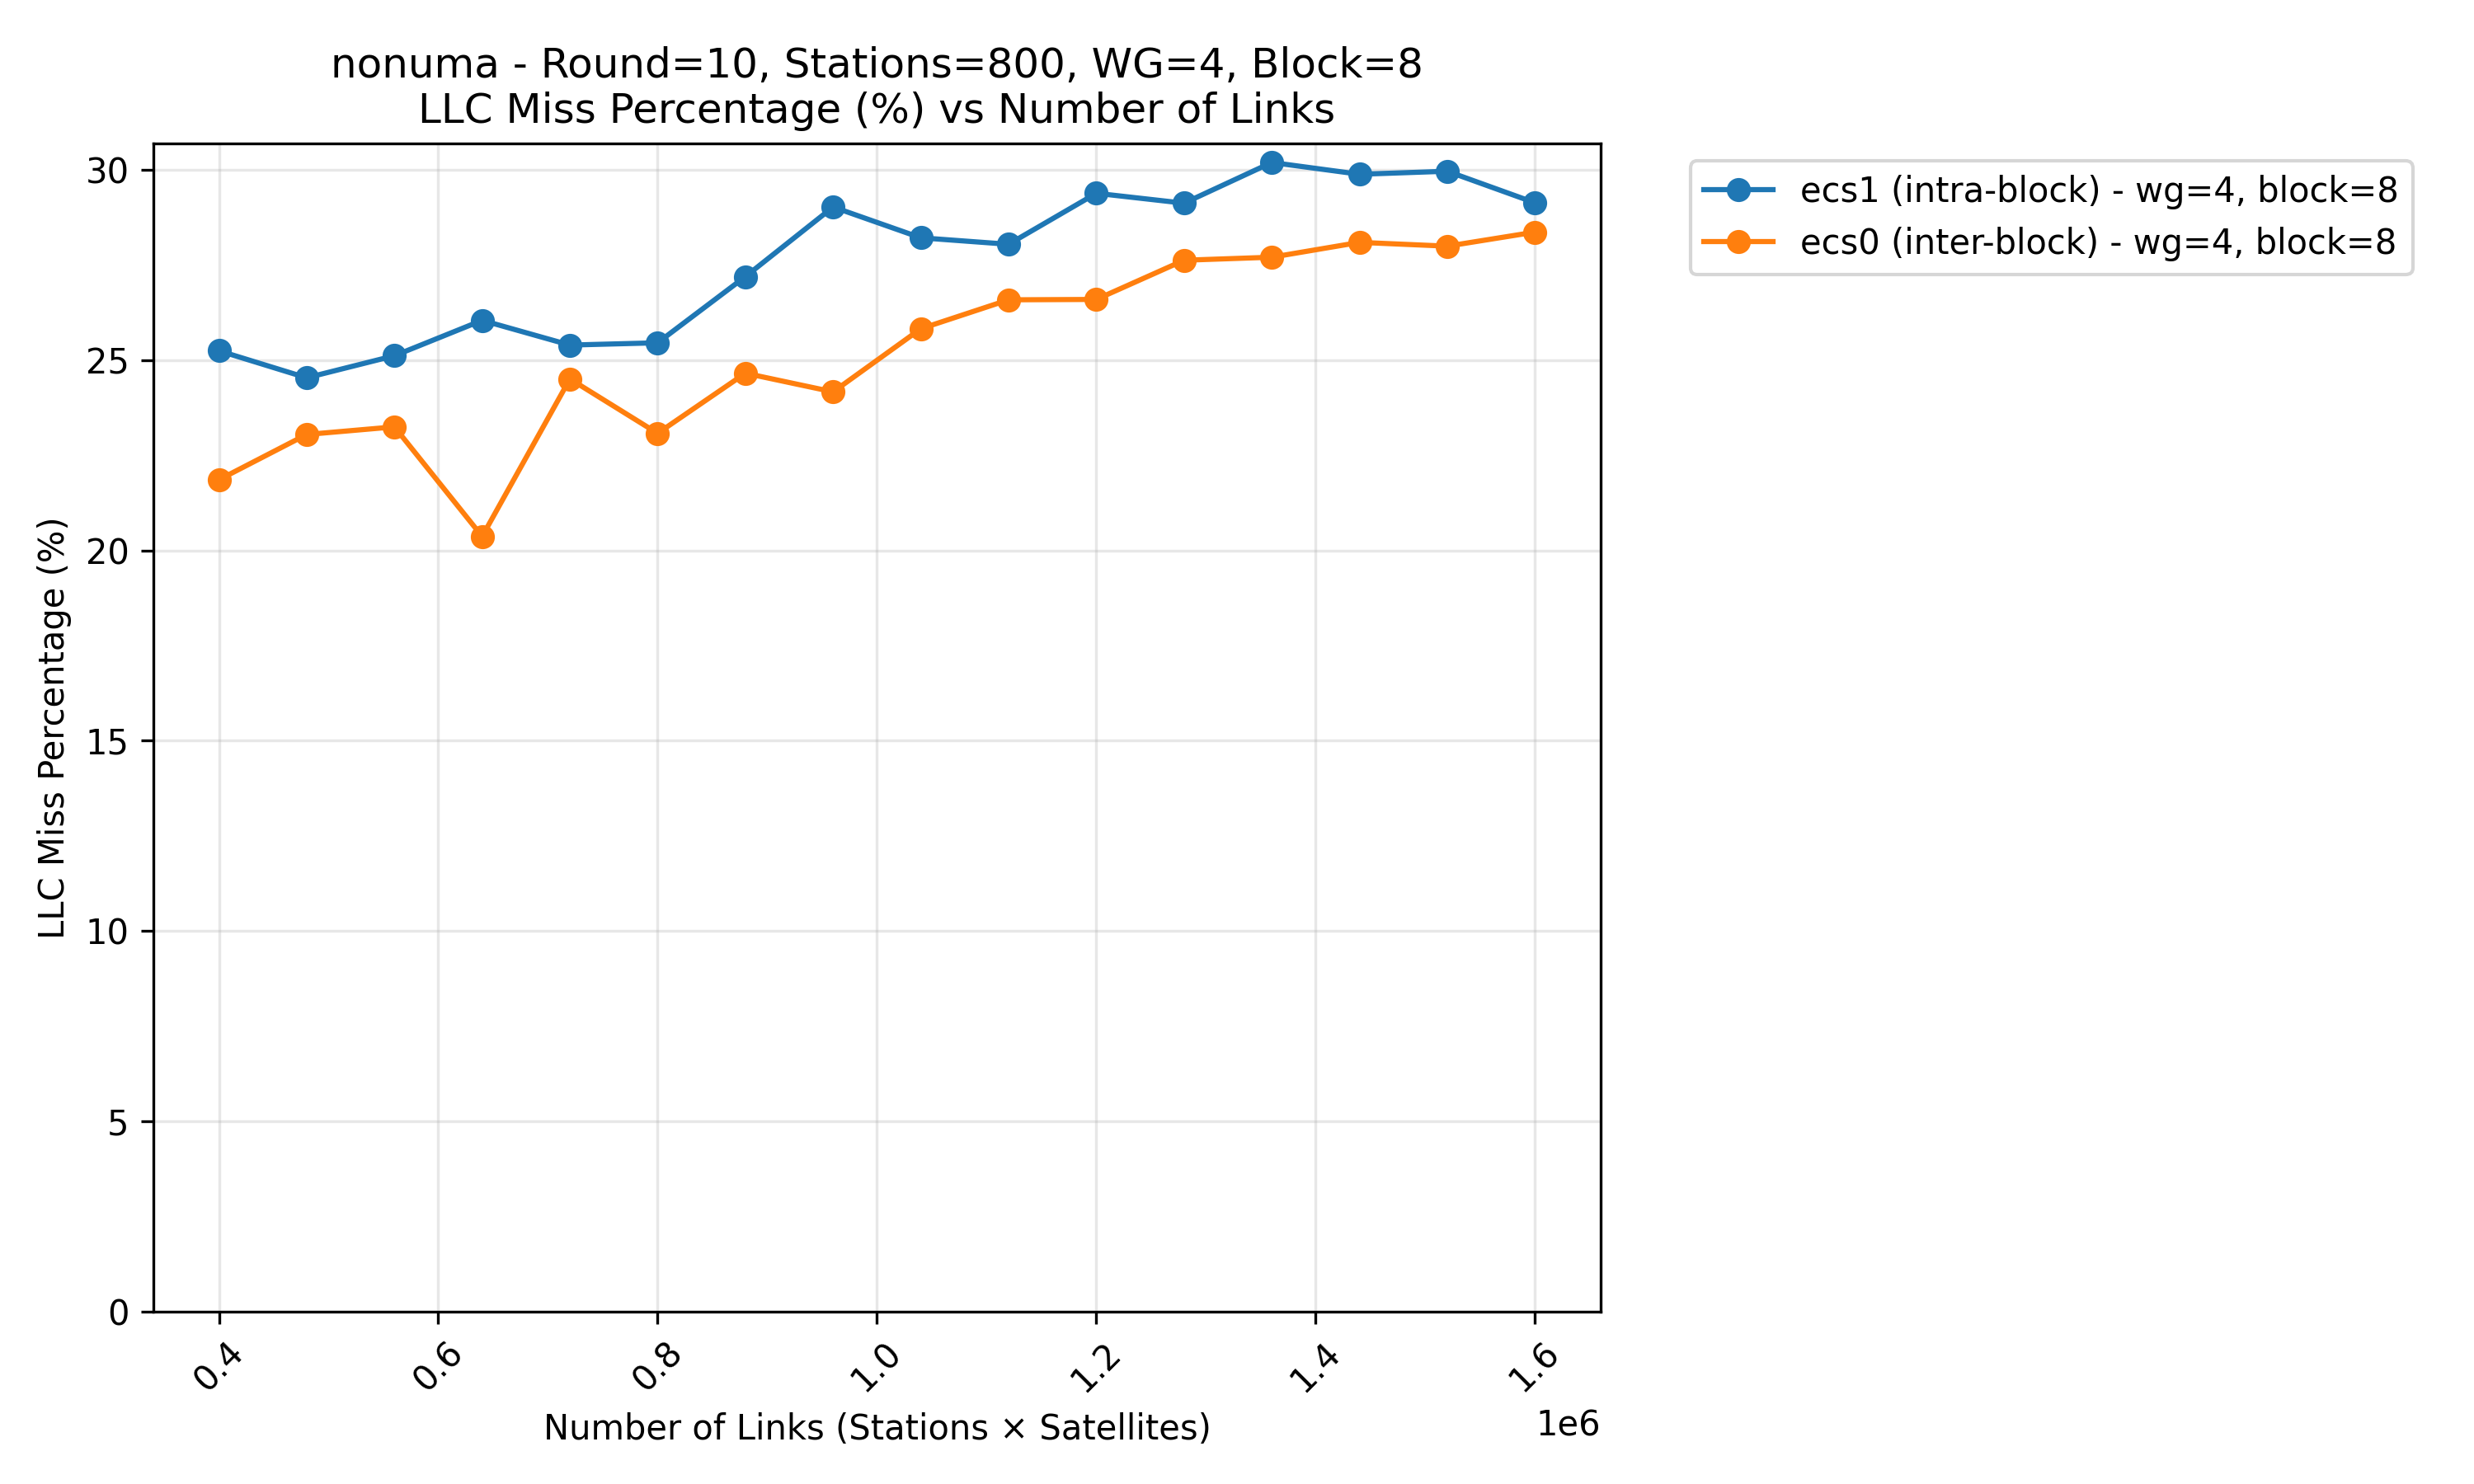 nonuma - Round=10, Stations=800, WG=4, Block=8
LLC Miss Percentage (%) vs Number of Links
ecs1 (intra-block) - wg=4, block=8
ecs0 (inter-block) - wg=4, block=8
LLC Miss Percentage (%)
30
25
20
15
10
5
0
0.4
0.6
0.8
1.0
1.2
1.4
1.6
1e6
Number of Links (Stations × Satellites)